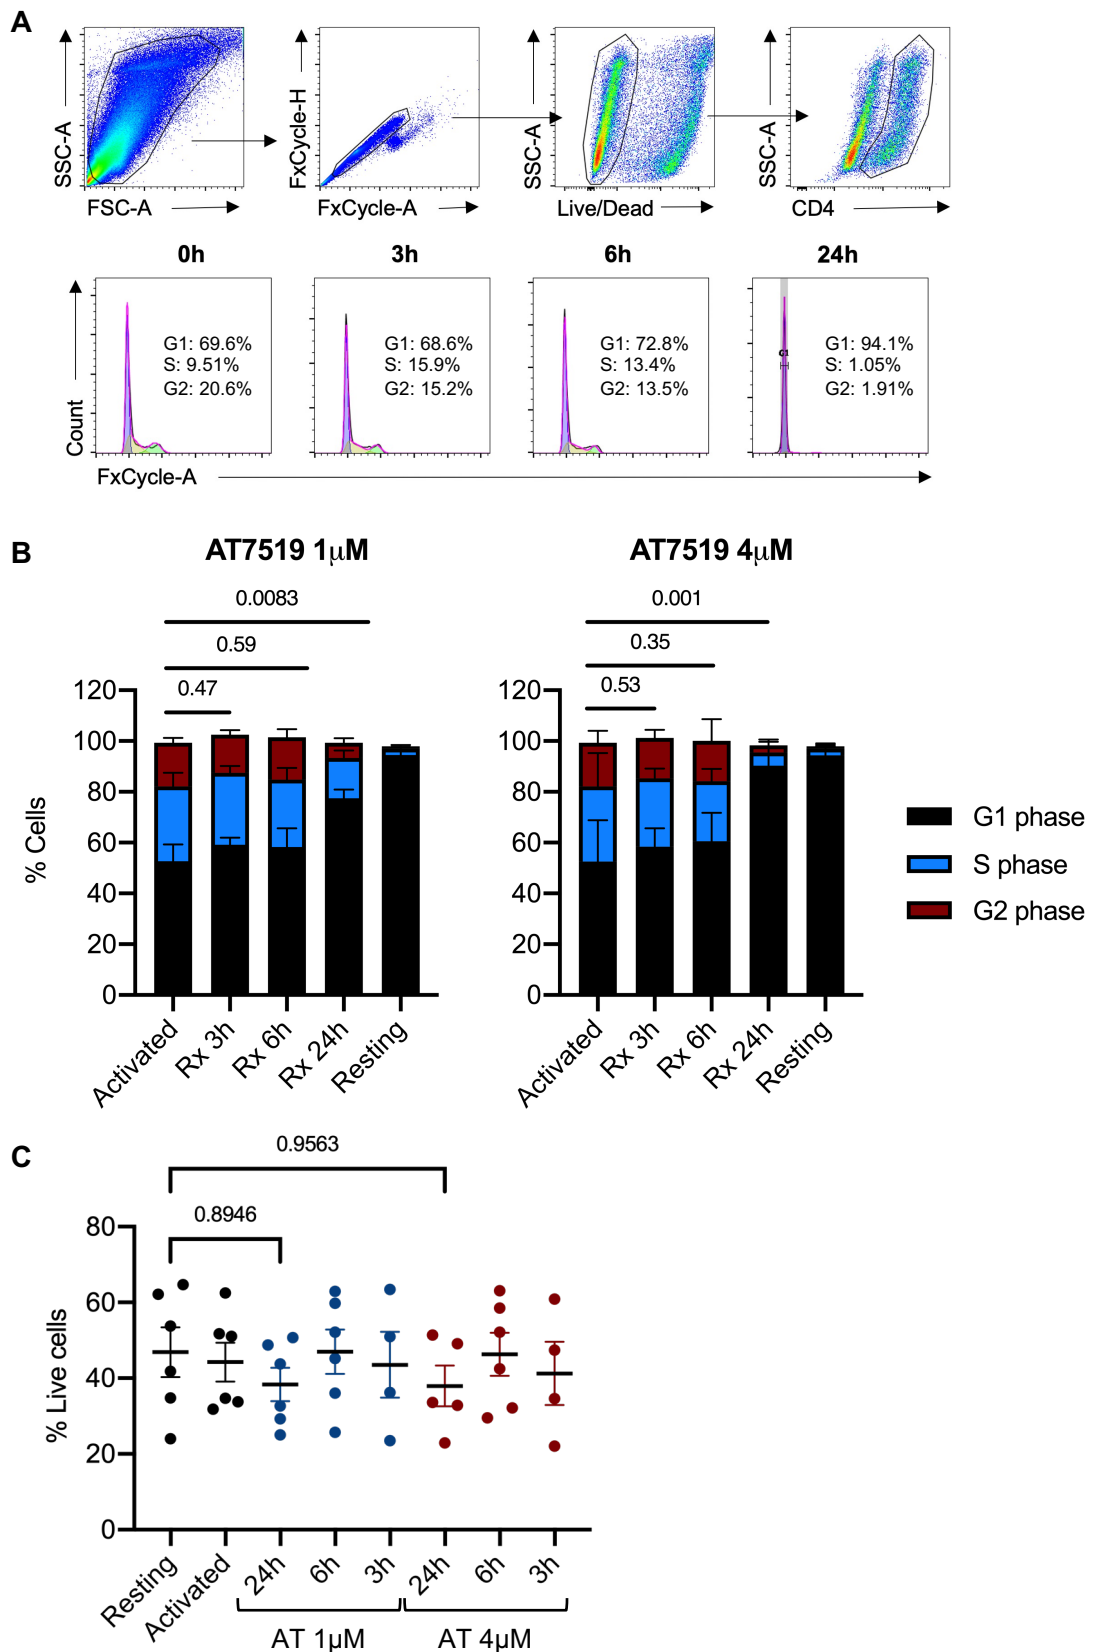 A
SSC-A
FSC-A
FxCycle-H
FxCycle-A
SSC-A
Live/Dead
SSC-A
CD4
0h
3h
6h
24h
Count
G1: 69.6%
S: 9.51%
G2: 20.6%
G1: 68.6%
S: 15.9%
G2: 15.2%
G1: 72.8%
S: 13.4%
G2: 13.5%
G1
G1: 94.1%
S: 1.05%
G2: 1.91%
FxCycle-A
B
AT7519 1μM
0.0083
0.59
0.47
% Cells
120
100
80
60
40
20
0
Activated
Rx 3h
Rx 6h
Rx 24h
Resting
AT7519 4μM
0.001
0.35
0.53
120
100
80
60
40
20
0
Activated
Rx 3h
Rx 6h
Rx 24h
Resting
G1 phase
S phase
G2 phase
C
0.9563
0.8946
% Live cells
80
60
40
20
0
Resting
Activated
24h
6h
3h
24h
6h
3h
AT 1μM
AT 4μM